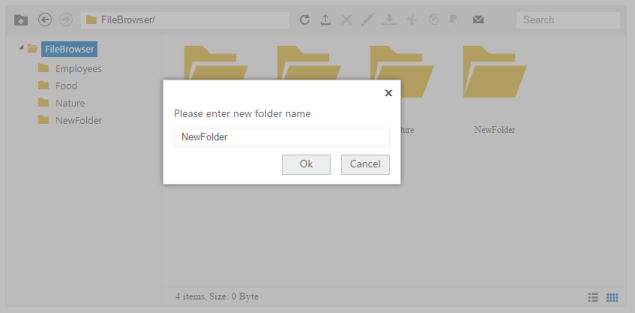 FileBrowser/
Search
FileBrowser
Employees
Food
Nature
NewFolder
Please enter new folder name
NewFolder
Ok
Cancel
NewFolder
4 items, Size: 0 Byte